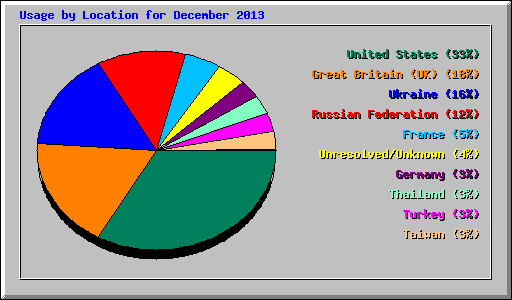 Usage by Location for December 2013
United States (33%)
Great Britain (UK) (18%)
Ukraine (16%)
Russian Federation (12%)
France (5%)
Unresolved/Unknown (4%)
Germany (3%)
Thailand (3%)
Turkey (3%)
Taiwan (3%)